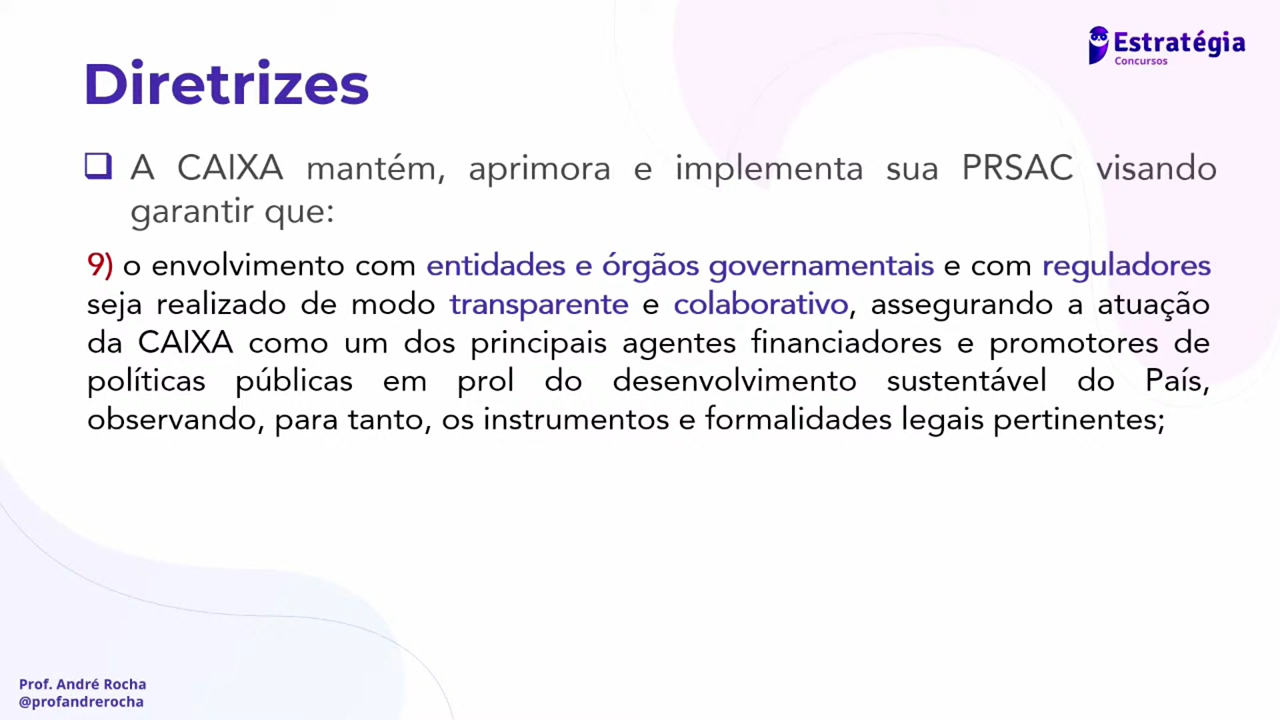 Estratégia
Concursos
Diretrizes
❑ A CAIXA mantém, aprimora e implementa sua PRSAC visando
garantir que:
9) o envolvimento com entidades e órgãos governamentais e com reguladores
seja realizado de modo transparente e colaborativo, assegurando a atuação
da CAIXA como um dos principais agentes financiadores e promotores de
políticas públicas em prol do desenvolvimento sustentável do País,
observando, para tanto, os instrumentos e formalidades legais pertinentes;
Prof. André Rocha
@profandrerocha